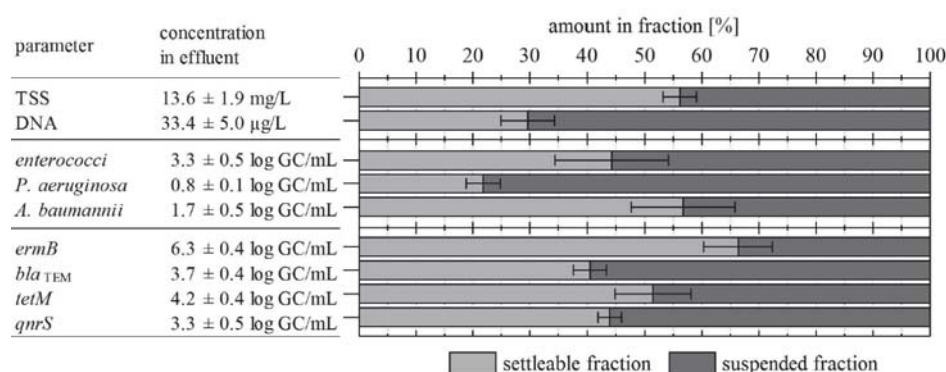 parameter concentration in effluent amount in fraction [%]
0 10 20 30 40 50 60 70 80 90 100
TSS 13.6 ± 1.9 mg/L
DNA 33.4 ± 5.0 µg/L
enterococci 3.3 ± 0.5 log GC/mL
P. aeruginosa 0.8 ± 0.1 log GC/mL
A. baumannii 1.7 ± 0.5 log GC/mL
ermB 6.3 ± 0.4 log GC/mL
bla TEM 3.7 ± 0.4 log GC/mL
tetM 4.2 ± 0.4 log GC/mL
qnrS 3.3 ± 0.5 log GC/mL
settleable fraction suspended fraction